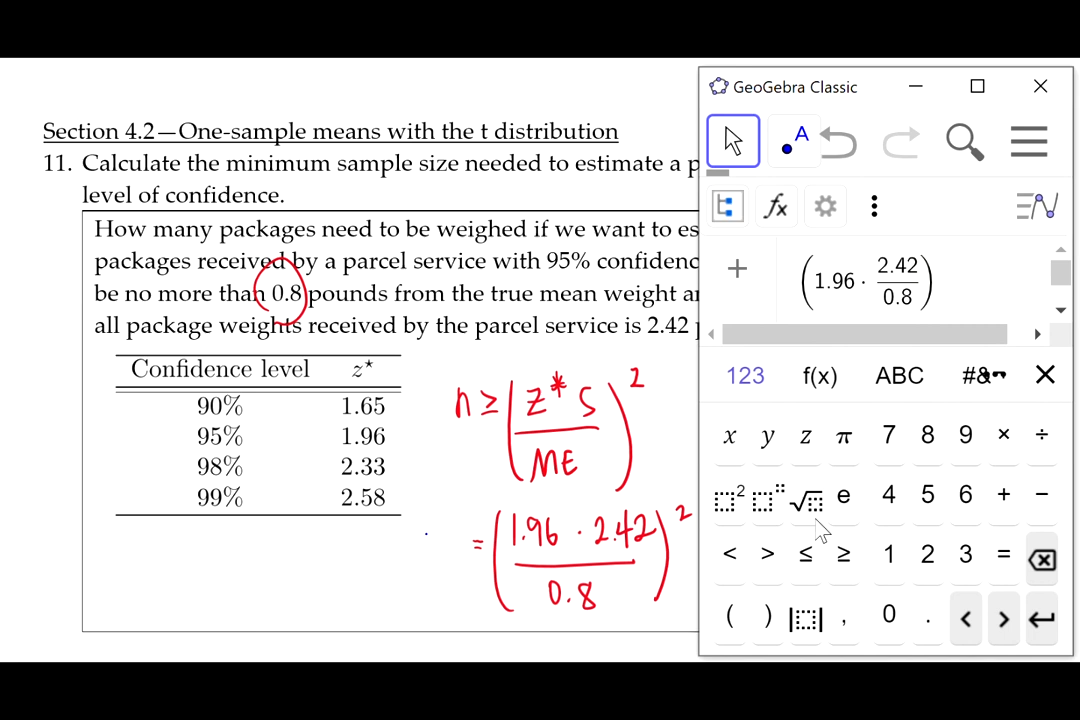 Section 4.2—One-sample means with the t distribution
11. Calculate the minimum sample size needed to estimate a p
level of confidence.
How many packages need to be weighed if we want to es
packages received by a parcel service with 95% confidenc
be no more than 0.8 pounds from the true mean weight a
all package weights received by the parcel service is 2.42
Confidence level z*
90% 1.65
95% 1.96
98% 2.33
99% 2.58
n ≥ (z* s / ME)²
= (1.96 · 2.42 / 0.8)²
GeoGebra Classic
A
fx
(1.96 · 2.42 / 0.8)
123 f(x) ABC #&¬
x y z π 7 8 9 × ÷
² √ e 4 5 6 + −
< > ≤ ≥ 1 2 3 =
( ) | | , 0 . < >